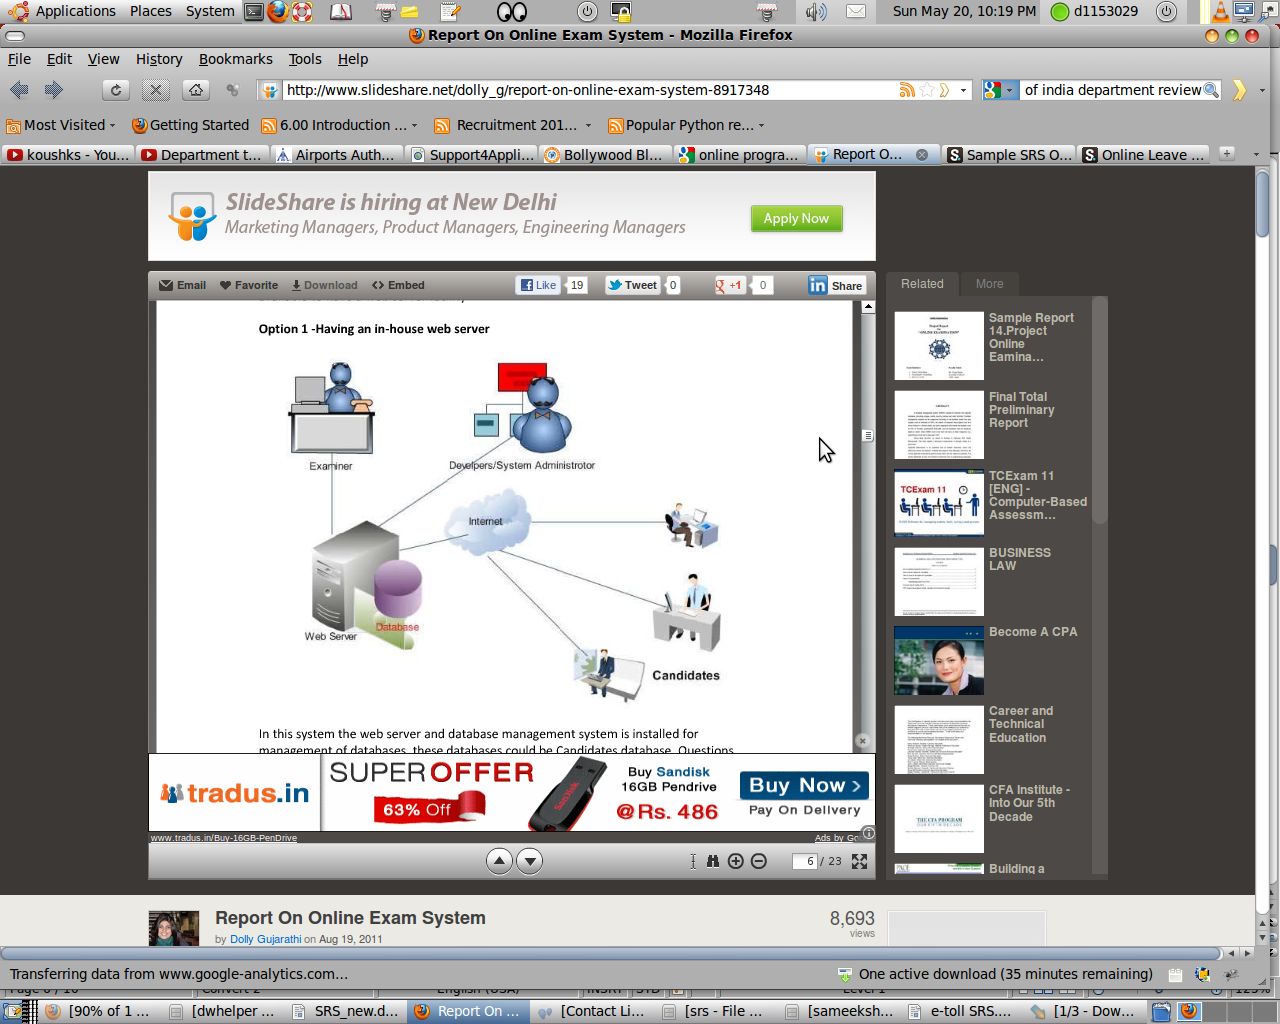 Applications Places System
Sun May 20, 10:19 PM
d1153029
Report On Online Exam System - Mozilla Firefox
File Edit View History Bookmarks Tools Help
http://www.slideshare.net/dolly_g/report-on-online-exam-system-8917348
of india department review
Most Visited
Getting Started
6.00 Introduction ...
Recruitment 201...
Popular Python re...
koushks - You...
Department t...
Airports Auth...
Support4Appli...
Bollywood Bl...
online progra...
Report O...
Sample SRS O...
Online Leave ...
SlideShare is hiring at New Delhi
Marketing Managers, Product Managers, Engineering Managers
Apply Now
Email Favorite Download Embed
Like 19
Tweet 0
+1 0
Share
Related More
Option 1 -Having an in-house web server
Examiner
Develpers/System Administrotor
Internet
Web Server
Database
Candidates
In this system the web server and database management system is installed for
management of databases, these databases could be Candidates database, Questions
Sample Report
14.Project
Online
Eamina...
Final Total
Preliminary
Report
TCExam 11
TCExam 11
[ENG] -
Computer-Based
Assessm...
BUSINESS
LAW
Become A CPA
Career and
Technical
Education
THE CFA PROGRAM
CFA Institute -
Into Our 5th
Decade
Building a
tradus.in
SUPER OFFER
63% Off
SanDisk
Buy Sandisk
16GB Pendrive
@Rs. 486
Buy Now >
Pay On Delivery
www.tradus.in/Buy-16GB-PenDrive
Ads by Go
6 / 23
Report On Online Exam System
by Dolly Gujarathi on Aug 19, 2011
8,693
views
Transferring data from www.google-analytics.com...
One active download (35 minutes remaining)
[90% of 1 ...
[dwhelper ...
SRS_new.d...
Report On ...
[Contact Li...
[srs - File ...
[sameeksh...
e-toll SRS....
[1/3 - Dow...